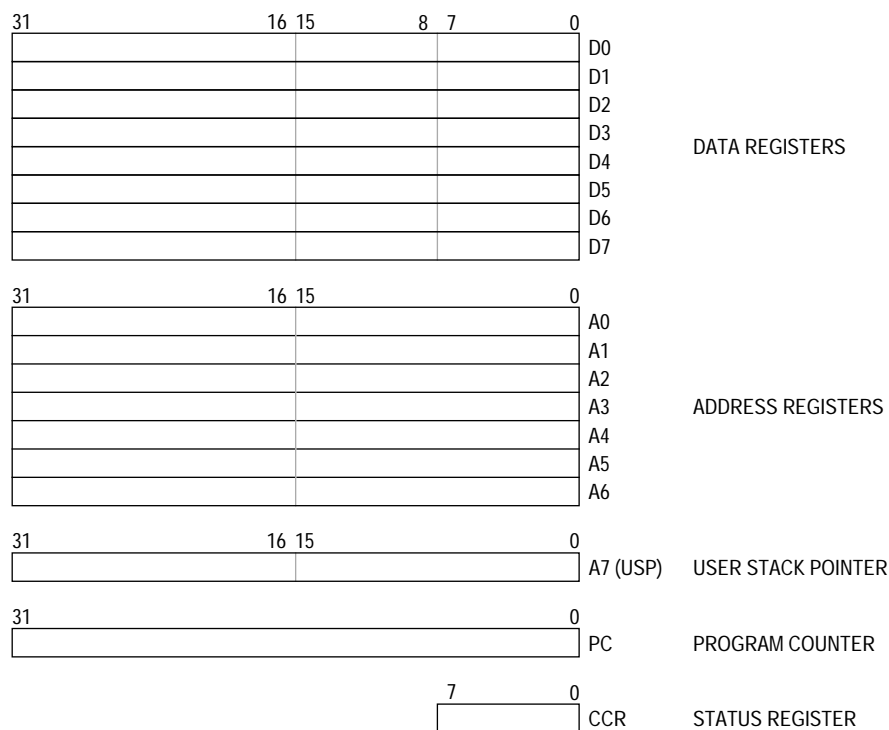 31 16 15 8 7 0
D0
D1
D2
D3
DATA REGISTERS
D4
D5
D6
D7
31 16 15 0
A0
A1
A2
A3 ADDRESS REGISTERS
A4
A5
A6
31 16 15 0
A7 (USP) USER STACK POINTER
31 0
PC PROGRAM COUNTER
7 0
CCR STATUS REGISTER